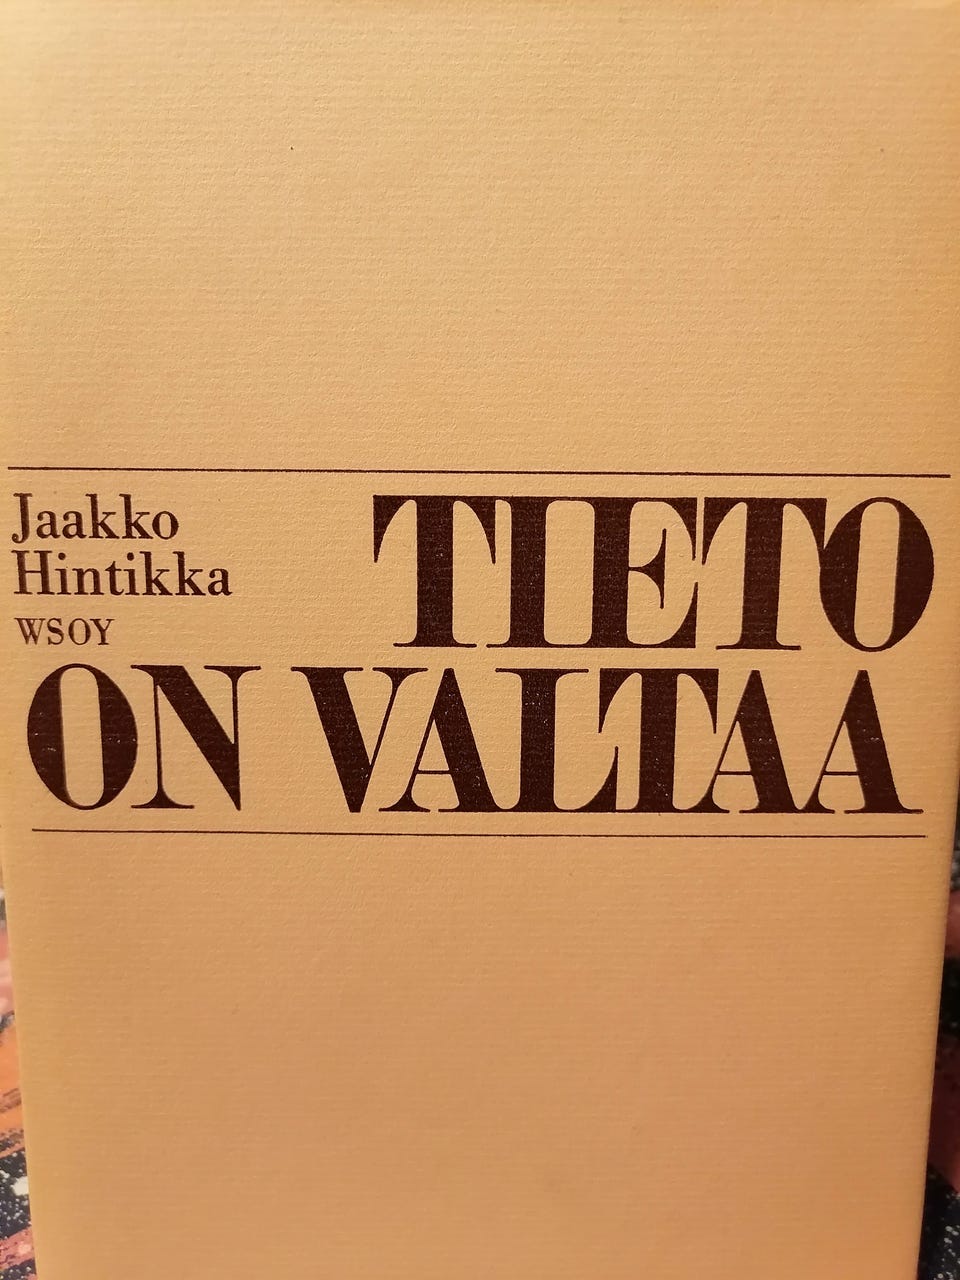 Jaakko
Hintikka
WSOY
TIETO
ON VALTAA